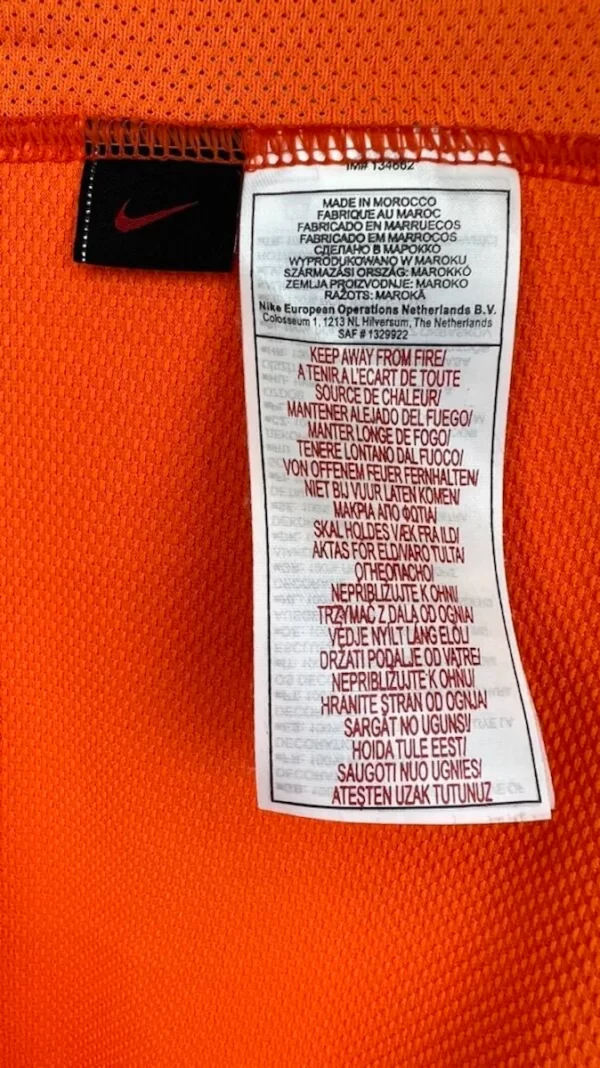 IM# 134662
MADE IN MOROCCO
FABRIQUE AU MAROC
FABRICADO EN MARRUECOS
FABRICADO EM MARROCOS
СДЕЛАНО В МАРОККО
WYPRODUKOWANO W MAROKU
SZÁRMAZÁSI ORSZÁG: MAROKKÓ
ZEMLJA PROIZVODNJE: MAROKO
RAŽOTS: MAROKĀ
Nike European Operations Netherlands B.V.
Colosseum 1, 1213 NL Hilversum, The Netherlands
SAF # 1329922
KEEP AWAY FROM FIRE/
A TENIR A L'ECART DE TOUTE
SOURCE DE CHALEUR/
MANTENER ALEJADO DEL FUEGO/
MANTER LONGE DE FOGO/
TENERE LONTANO DAL FUOCO/
VON OFFENEM FEUER FERNHALTEN/
NIET BIJ VUUR LATEN KOMEN/
ΜΑΚΡΙΑ ΑΠΟ ΦΩΤΙΑ/
SKAL HOLDES VÆK FRA ILD/
AKTAS FÖR ELD/VARO TULTA/
ОГНЕОПАСНО/
NEPRIBLIŽUJTE K OHNI/
TRZYMAĆ Z DALA OD OGNIA/
VÉDJE NYÍLT LÁNG ELŐL/
DRŽATI PODALJE OD VATRE/
NEPRIBLIŽUJTE K OHŇU/
HRANITE STRAN OD OGNJA/
SARGĀT NO UGUNS!/
HOIDA TULE EEST/
SAUGOTI NUO UGNIES/
ATEŞTEN UZAK TUTUNUZ